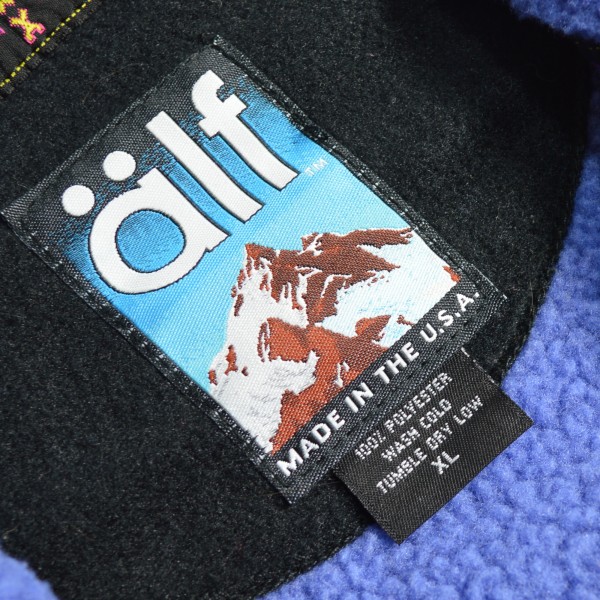 älf
TM
MADE IN THE U.S.A.
100% POLYESTER
WASH COLD
TUMBLE DRY LOW
XL